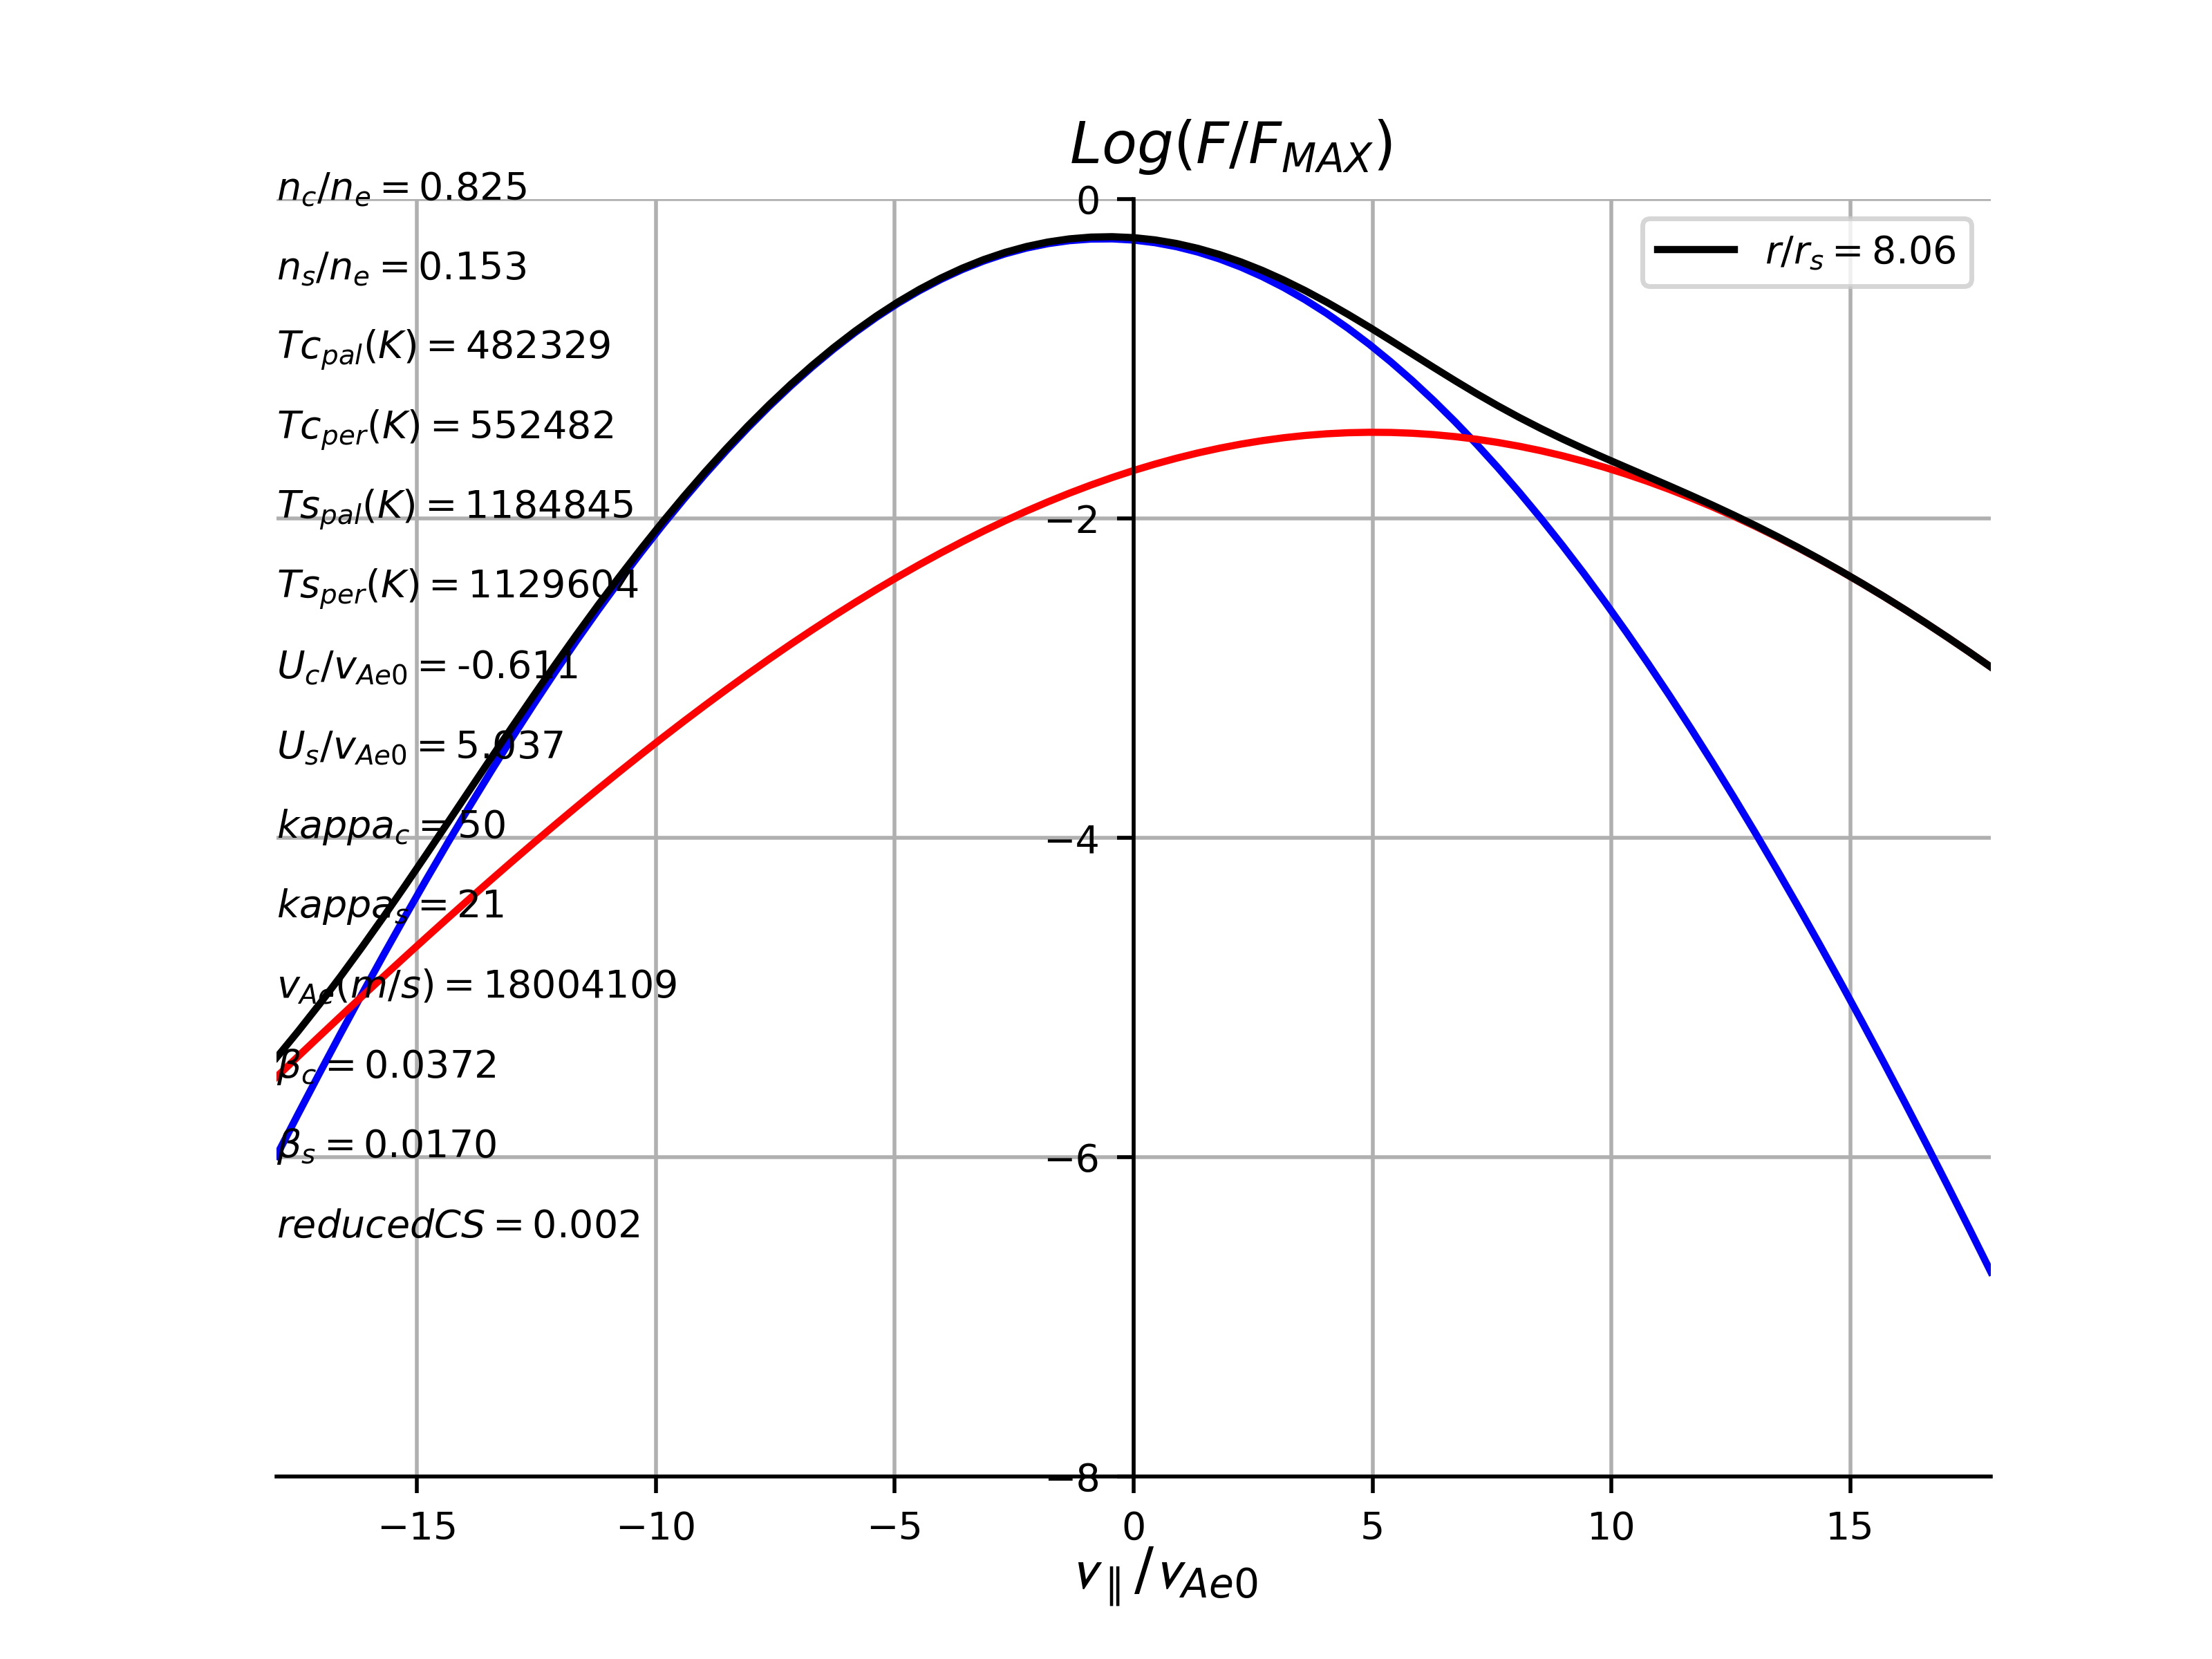 Log(F/F_MAX)
n_c/n_e = 0.825
n_s/n_e = 0.153
Tc_pal(K) = 482329
Tc_per(K) = 552482
Ts_pal(K) = 1184845
Ts_per(K) = 1129604
U_c/v_Ae0 = -0.611
U_s/v_Ae0 = 5.037
kappa_c = 50
kappa_s = 21
v_Ae(m/s) = 18004109
β_c = 0.0372
β_s = 0.0170
reducedCS = 0.002
r/r_s = 8.06
0
−2
−4
−6
−8
−15 −10 −5 0 5 10 15
v_∥/v_Ae0